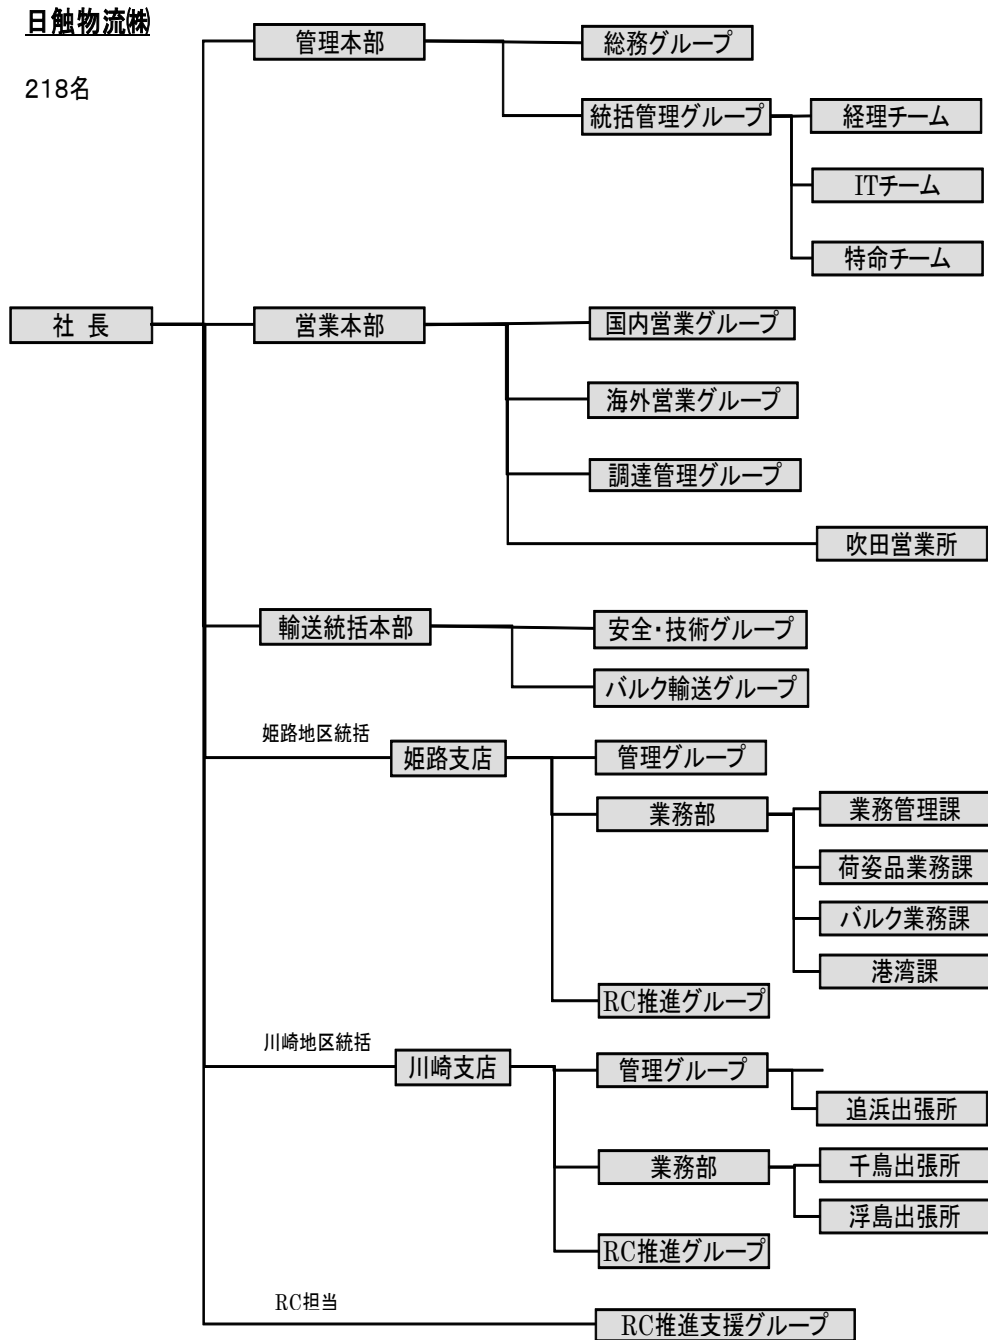 日触物流㈱
218名
管理本部
総務グループ
統括管理グループ
経理チーム
ITチーム
特命チーム
社 長
営業本部
国内営業グループ
海外営業グループ
調達管理グループ
吹田営業所
輸送統括本部
安全・技術グループ
バルク輸送グループ
姫路地区統括
姫路支店
管理グループ
業務部
業務管理課
荷姿品業務課
バルク業務課
港湾課
RC推進グループ
川崎地区統括
川崎支店
管理グループ
追浜出張所
業務部
千鳥出張所
浮島出張所
RC推進グループ
RC担当
RC推進支援グループ